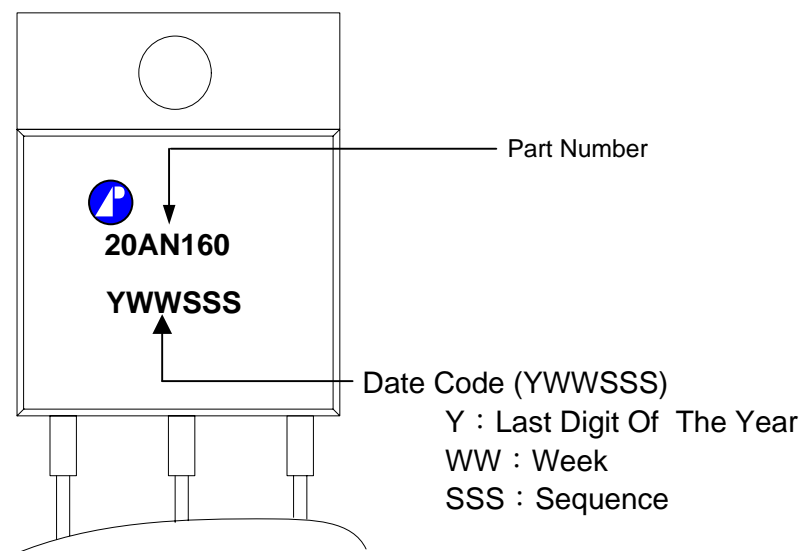 Part Number
20AN160
YWWSSS
Date Code (YWWSSS)
Y：Last Digit Of The Year
WW：Week
SSS：Sequence